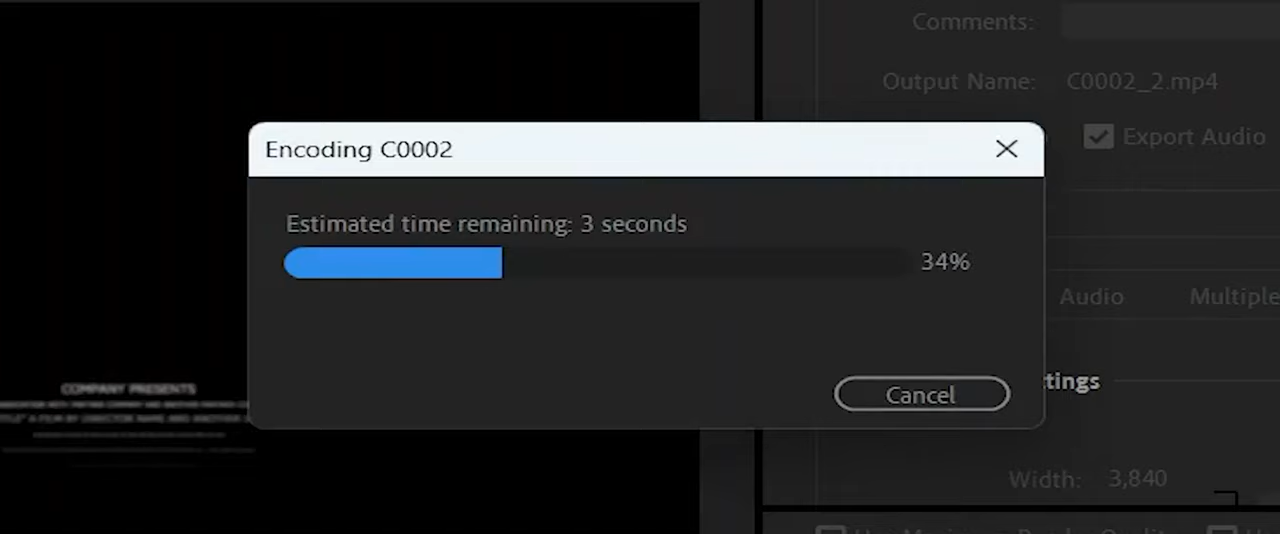 Comments:
Output Name: C0002_2.mp4
Export Audio
Encoding C0002
Estimated time remaining: 3 seconds
34%
Audio Multiple
Cancel
tings
COMPANY PRESENTS
Width: 3,840